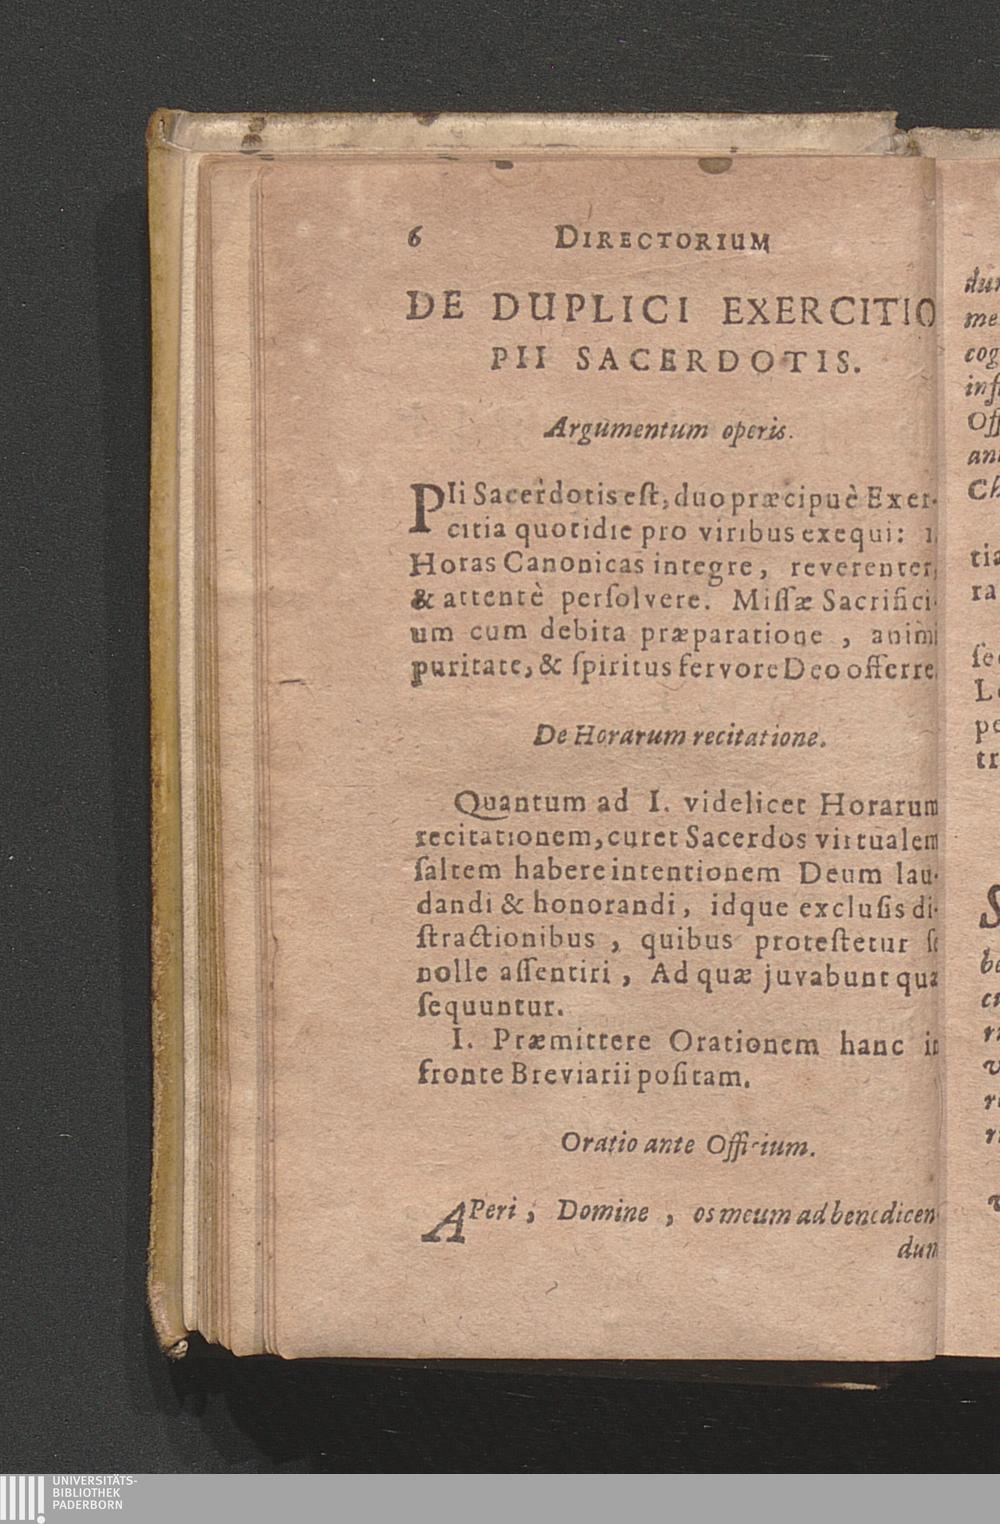 6 DIRECTORIUM
DE DUPLICI EXERCITIO
PII SACERDOTIS.
Argumentum operis.
PIi Sacerdotis eſt, duo præcipuè Exer-
citia quotidie pro viribus exequi: 1.
Horas Canonicas integre, reverenter,
& attentè perſolvere. Miſſæ Sacrifici-
um cum debita præparatione, animi
puritate, & ſpiritus fervore Deo offerre.
De Horarum recitatione.
Quantum ad I. videlicet Horarum
recitationem, curet Sacerdos virtualem
ſaltem habere intentionem Deum lau-
dandi & honorandi, idque excluſis di-
ſtractionibus, quibus proteſtetur ſe
nolle aſſentiri, Ad quæ juvabunt quæ
ſequuntur.
I. Præmittere Orationem hanc in
fronte Breviarii poſitam.
Oratio ante Officium.
APeri, Domine, os meum ad benedicen-
dum
ra
Le
UNIVERSITÄTS-
BIBLIOTHEK
PADERBORN